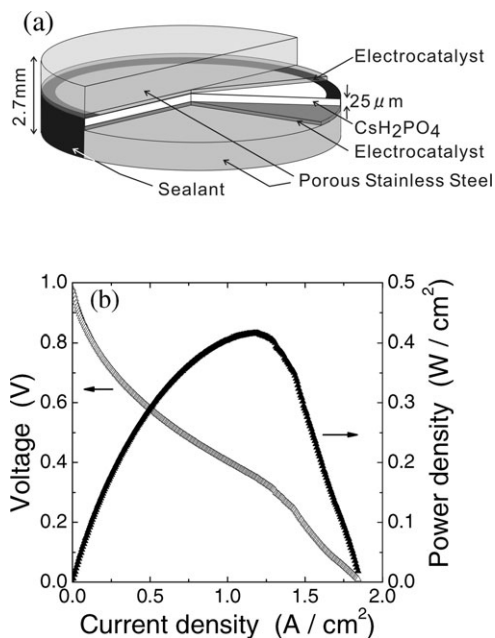 (a)
Electrocatalyst
2.7mm
25 μm
CsH2PO4
Electrocatalyst
Porous Stainless Steel
Sealant
(b)
1.0
0.8
0.6
0.4
0.2
0.0
Voltage (V)
0.5
0.4
0.3
0.2
0.1
0.0
Power density (W / cm²)
0.0 0.5 1.0 1.5 2.0
Current density (A / cm²)